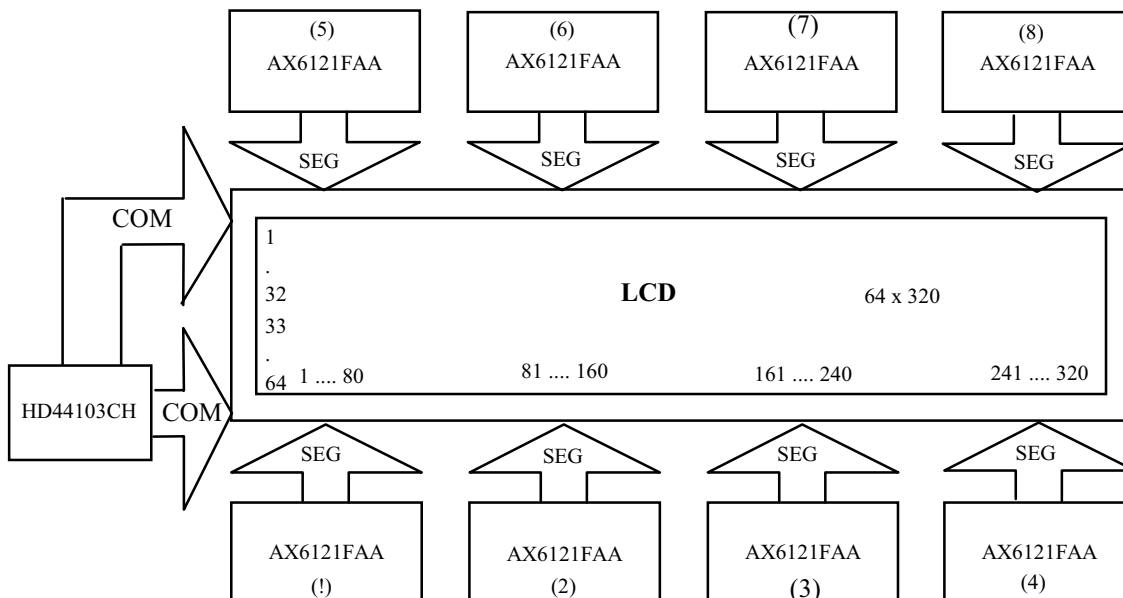 (5)
AX6121FAA
(6)
AX6121FAA
(7)
AX6121FAA
(8)
AX6121FAA
SEG
SEG
SEG
SEG
COM
1
.
32
33
.
64
LCD
64 x 320
1 .... 80
81 .... 160
161 .... 240
241 .... 320
HD44103CH
COM
SEG
SEG
SEG
SEG
AX6121FAA
(!)
AX6121FAA
(2)
AX6121FAA
(3)
AX6121FAA
(4)